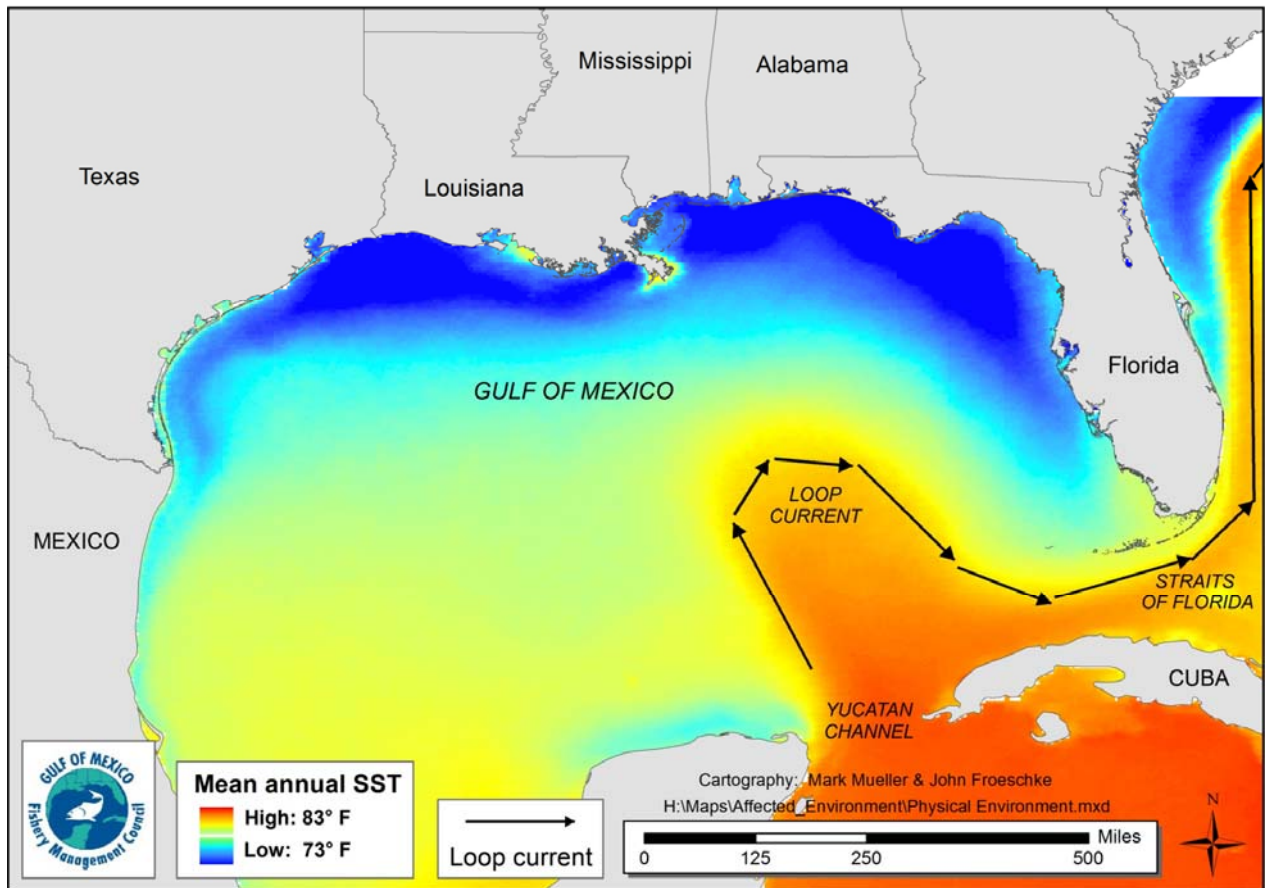 Mississippi
Alabama
Texas
Louisiana
GULF OF MEXICO
Florida
LOOP
CURRENT
MEXICO
STRAITS
OF FLORIDA
CUBA
YUCATAN
CHANNEL
GULF OF MEXICO
Fishery Management Council
Mean annual SST
High: 83° F
Low: 73° F
Loop current
Cartography: Mark Mueller & John Froeschke
H:\Maps\Affected_Environment\Physical Environment.mxd
Miles
0 125 250 500
N